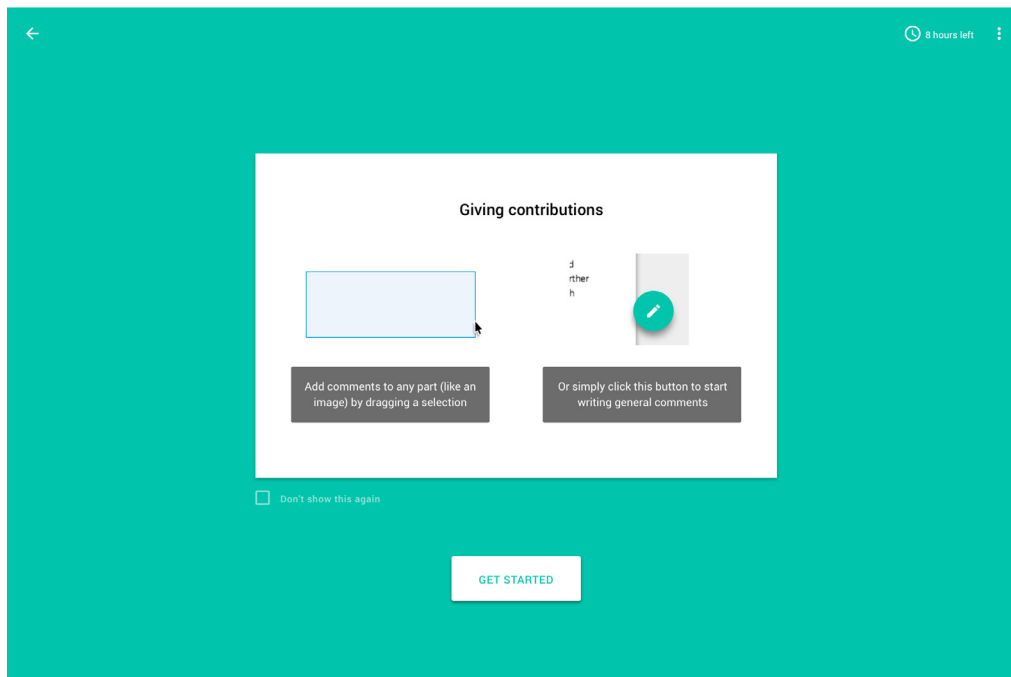 8 hours left
Giving contributions
d
rther
h
Add comments to any part (like an
image) by dragging a selection
Or simply click this button to start
writing general comments
Don't show this again
GET STARTED